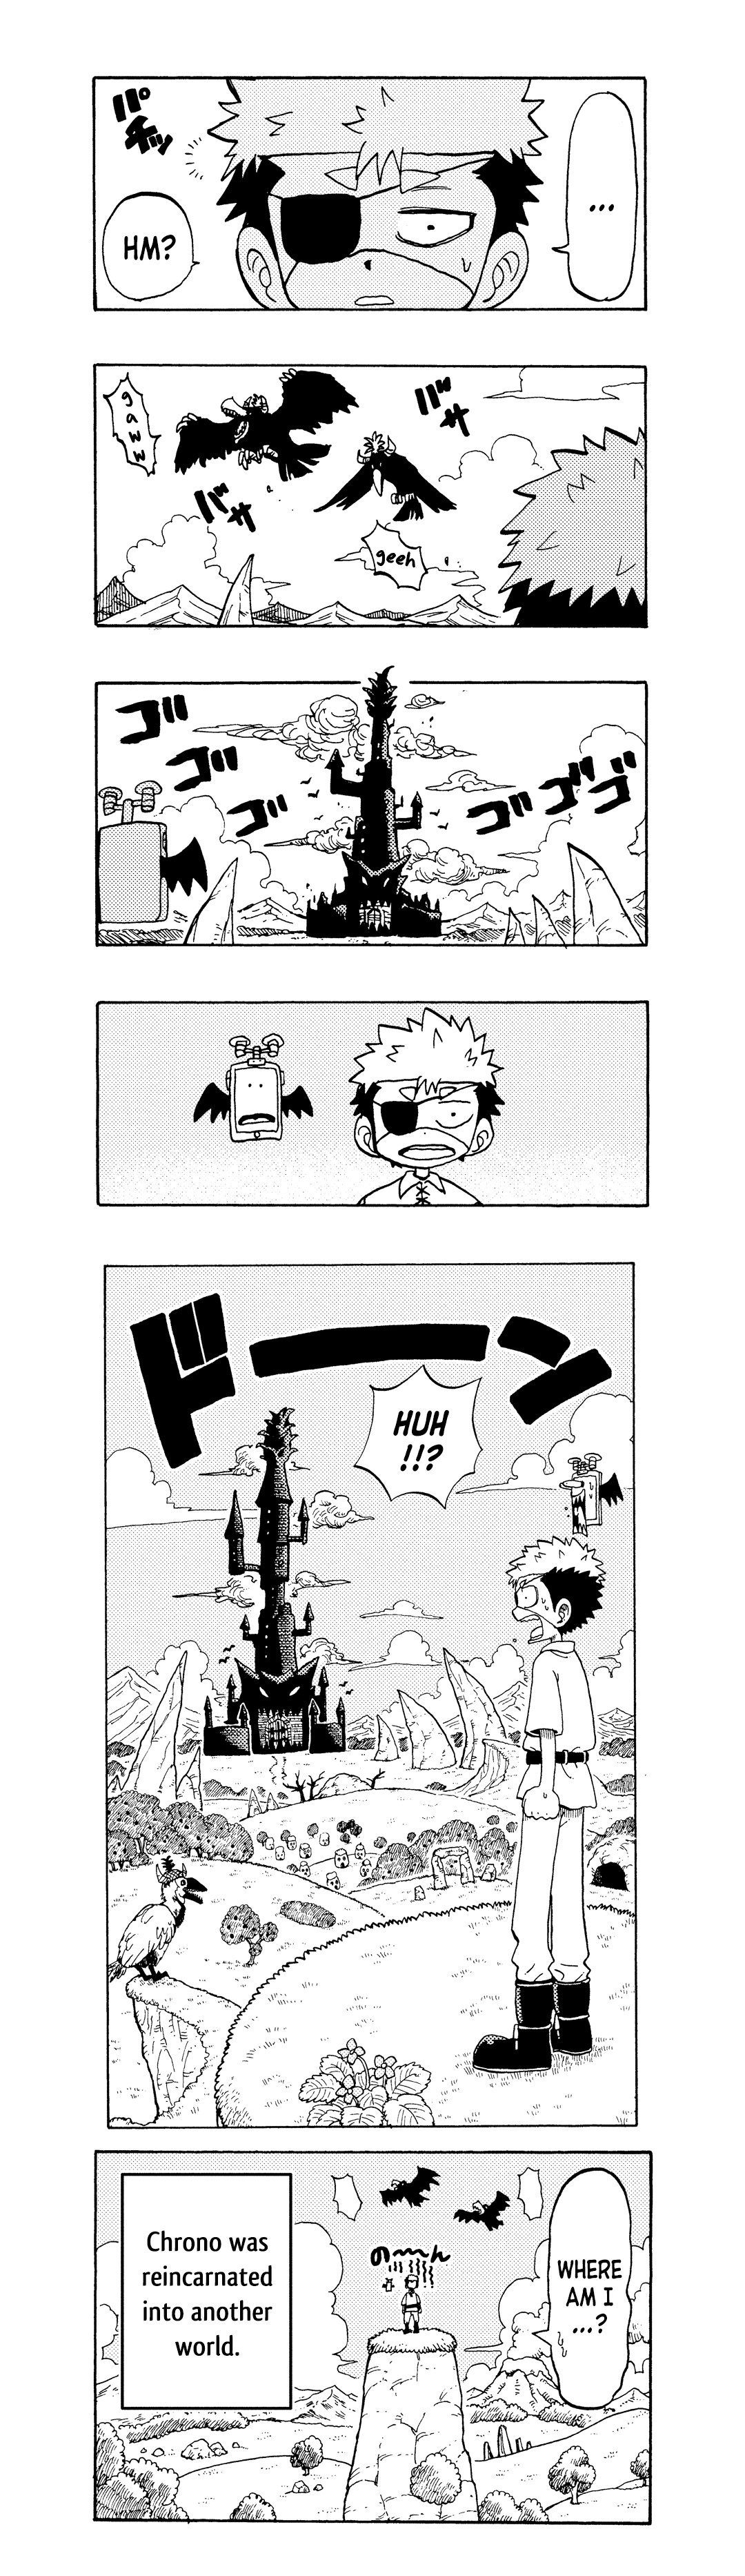 ...
パチッ
HM?
バサ
gaww
バサ
geeh
ゴゴゴ
ゴゴゴ
ドーン
HUH
!!?
WHERE
AM I
...?
のーーん
Chrono was
reincarnated
into another
world.